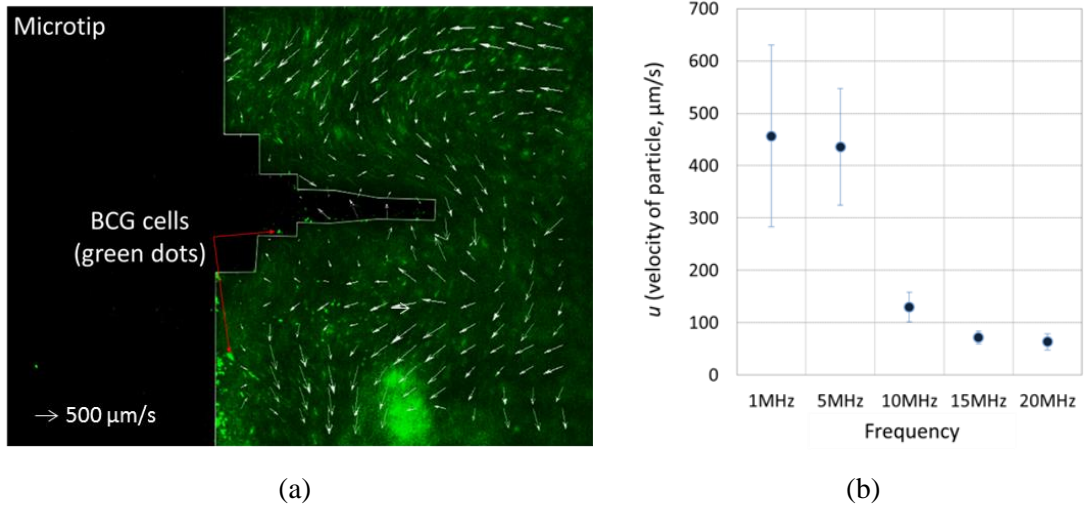 Microtip
BCG cells
(green dots)
500 µm/s
(a)
u (velocity of particle, µm/s)
700
600
500
400
300
200
100
0
1MHz 5MHz 10MHz 15MHz 20MHz
Frequency
(b)